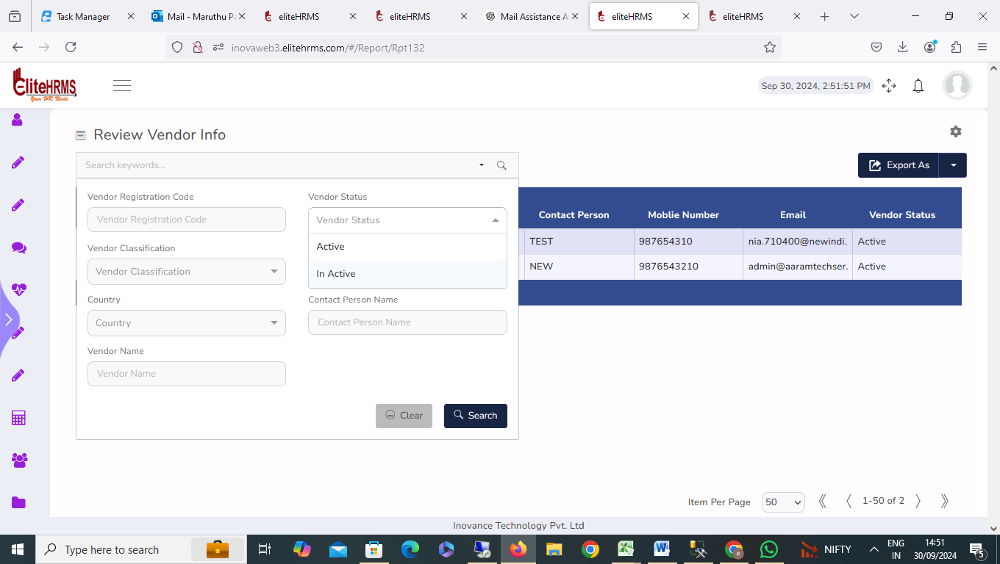 Task Manager
Mail - Maruthu Pa
eliteHRMS
eliteHRMS
Mail Assistance A
eliteHRMS
eliteHRMS
inovaweb3.elitehrms.com/#/Report/Rpt132
EliteHRMS
Your HR Needs
Sep 30, 2024, 2:51:51 PM
Review Vendor Info
Search keywords...
Export As
Vendor Registration Code
Vendor Status
Vendor Registration Code
Vendor Status
Active
In Active
Vendor Classification
Vendor Classification
Country
Contact Person Name
Country
Contact Person Name
Vendor Name
Vendor Name
Clear
Search
Contact Person Moblie Number Email Vendor Status
TEST 987654310 nia.710400@newindi. Active
NEW 9876543210 admin@aaramtechser. Active
Item Per Page 50 1-50 of 2
Inovance Technology Pvt. Ltd
Type here to search
NIFTY
ENG
IN
14:51
30/09/2024
5